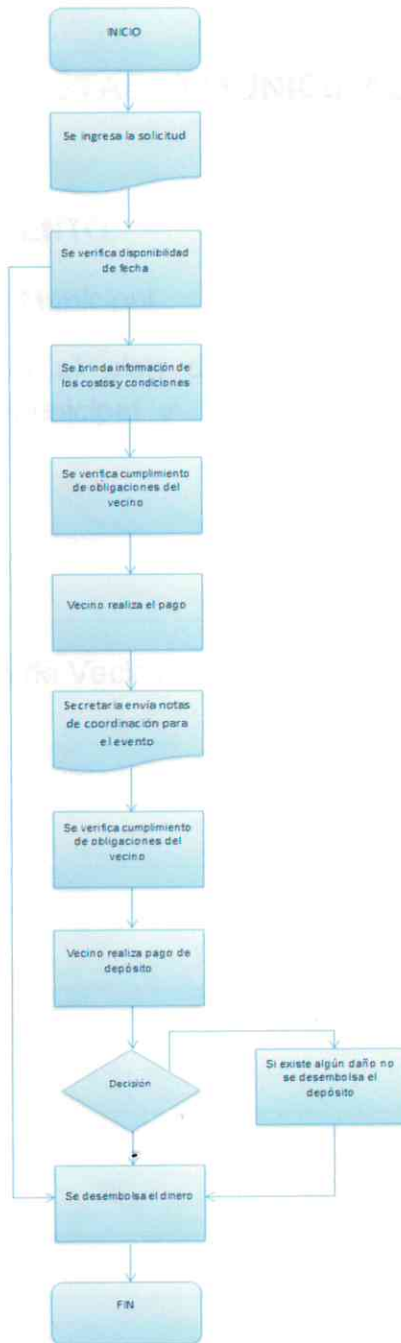 INICIO
Se ingresa la solicitud
Se verifica disponibilidad
de fecha
Se brinda información de
los costos y condiciones
Se verifica cumplimiento
de obligaciones del
vecino
Vecino realiza el pago
Secretaria envía notas
de coordinación para
el evento
Se verifica cumplimiento
de obligaciones del
vecino
Vecino realiza pago de
depósito
Decisión
Si existe algún daño no
se desembolsa el
depósito
Se desembolsa el dinero
FIN